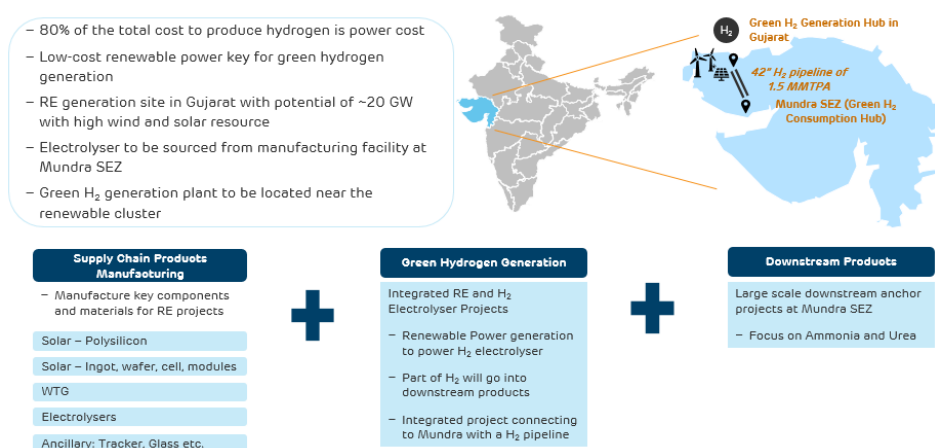 – 80% of the total cost to produce hydrogen is power cost
– Low-cost renewable power key for green hydrogen
generation
– RE generation site in Gujarat with potential of ~20 GW
with high wind and solar resource
– Electrolyser to be sourced from manufacturing facility at
Mundra SEZ
– Green H₂ generation plant to be located near the
renewable cluster
H₂
Green H₂ Generation Hub in
Gujarat
42" H₂ pipeline of
1.5 MMTPA
Mundra SEZ (Green H₂
Consumption Hub)
Supply Chain Products
Manufacturing
– Manufacture key components
and materials for RE projects
Solar – Polysilicon
Solar – Ingot, wafer, cell, modules
WTG
Electrolysers
Ancillary: Tracker, Glass etc.
Green Hydrogen Generation
Integrated RE and H₂
Electrolyser Projects
– Renewable Power generation
to power H₂ electrolyser
– Part of H₂ will go into
downstream products
– Integrated project connecting
to Mundra with a H₂ pipeline
Downstream Products
Large scale downstream anchor
projects at Mundra SEZ
– Focus on Ammonia and Urea